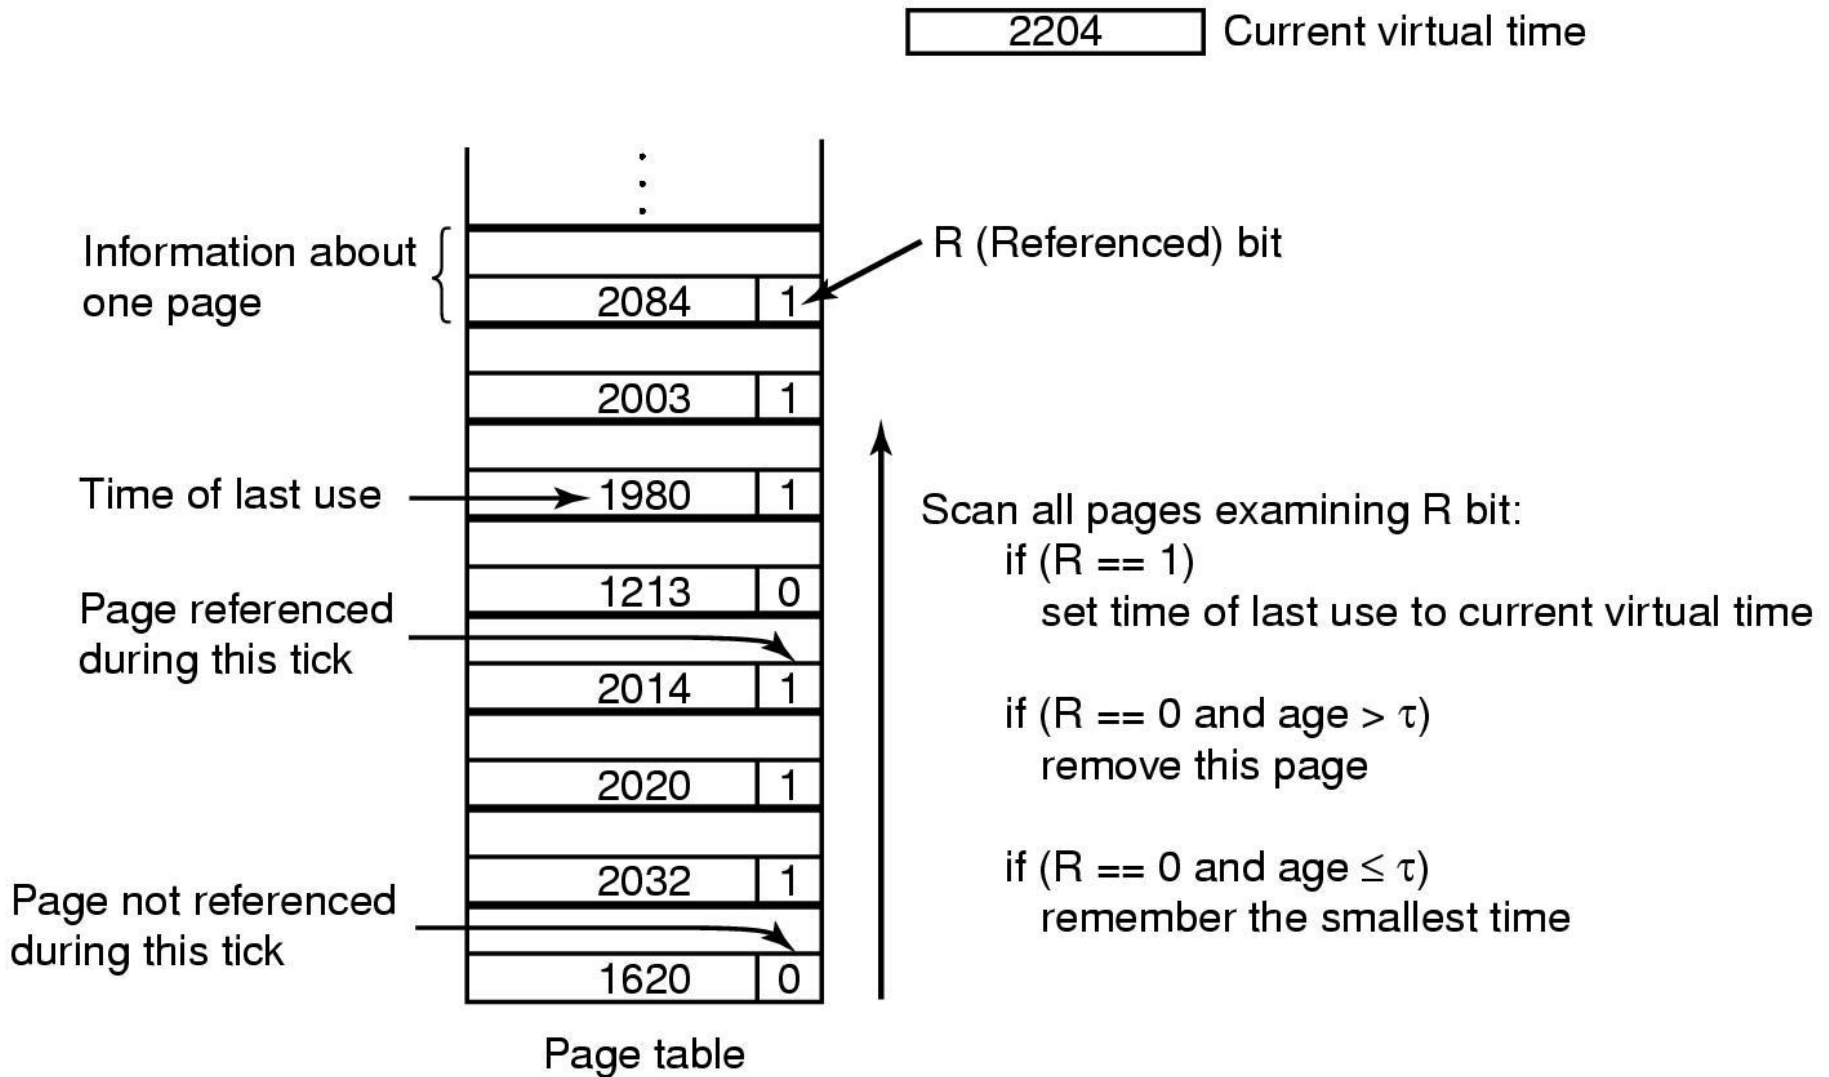 2204 Current virtual time
Information about
one page
R (Referenced) bit
2084 1
2003 1
Time of last use
1980 1
Scan all pages examining R bit:
if (R == 1)
set time of last use to current virtual time
1213 0
Page referenced
during this tick
2014 1
if (R == 0 and age > τ)
remove this page
2020 1
if (R == 0 and age ≤ τ)
remember the smallest time
2032 1
Page not referenced
during this tick
1620 0
Page table